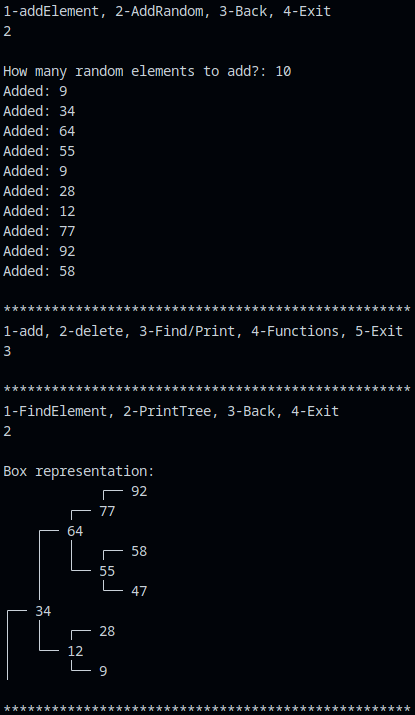 1-addElement, 2-AddRandom, 3-Back, 4-Exit
2
How many random elements to add?: 10
Added: 9
Added: 34
Added: 64
Added: 55
Added: 9
Added: 28
Added: 12
Added: 77
Added: 92
Added: 58
***************************************************
1-add, 2-delete, 3-Find/Print, 4-Functions, 5-Exit
3
***************************************************
1-FindElement, 2-PrintTree, 3-Back, 4-Exit
2
Box representation:
92
77
64
58
55
47
34
28
12
9
***************************************************